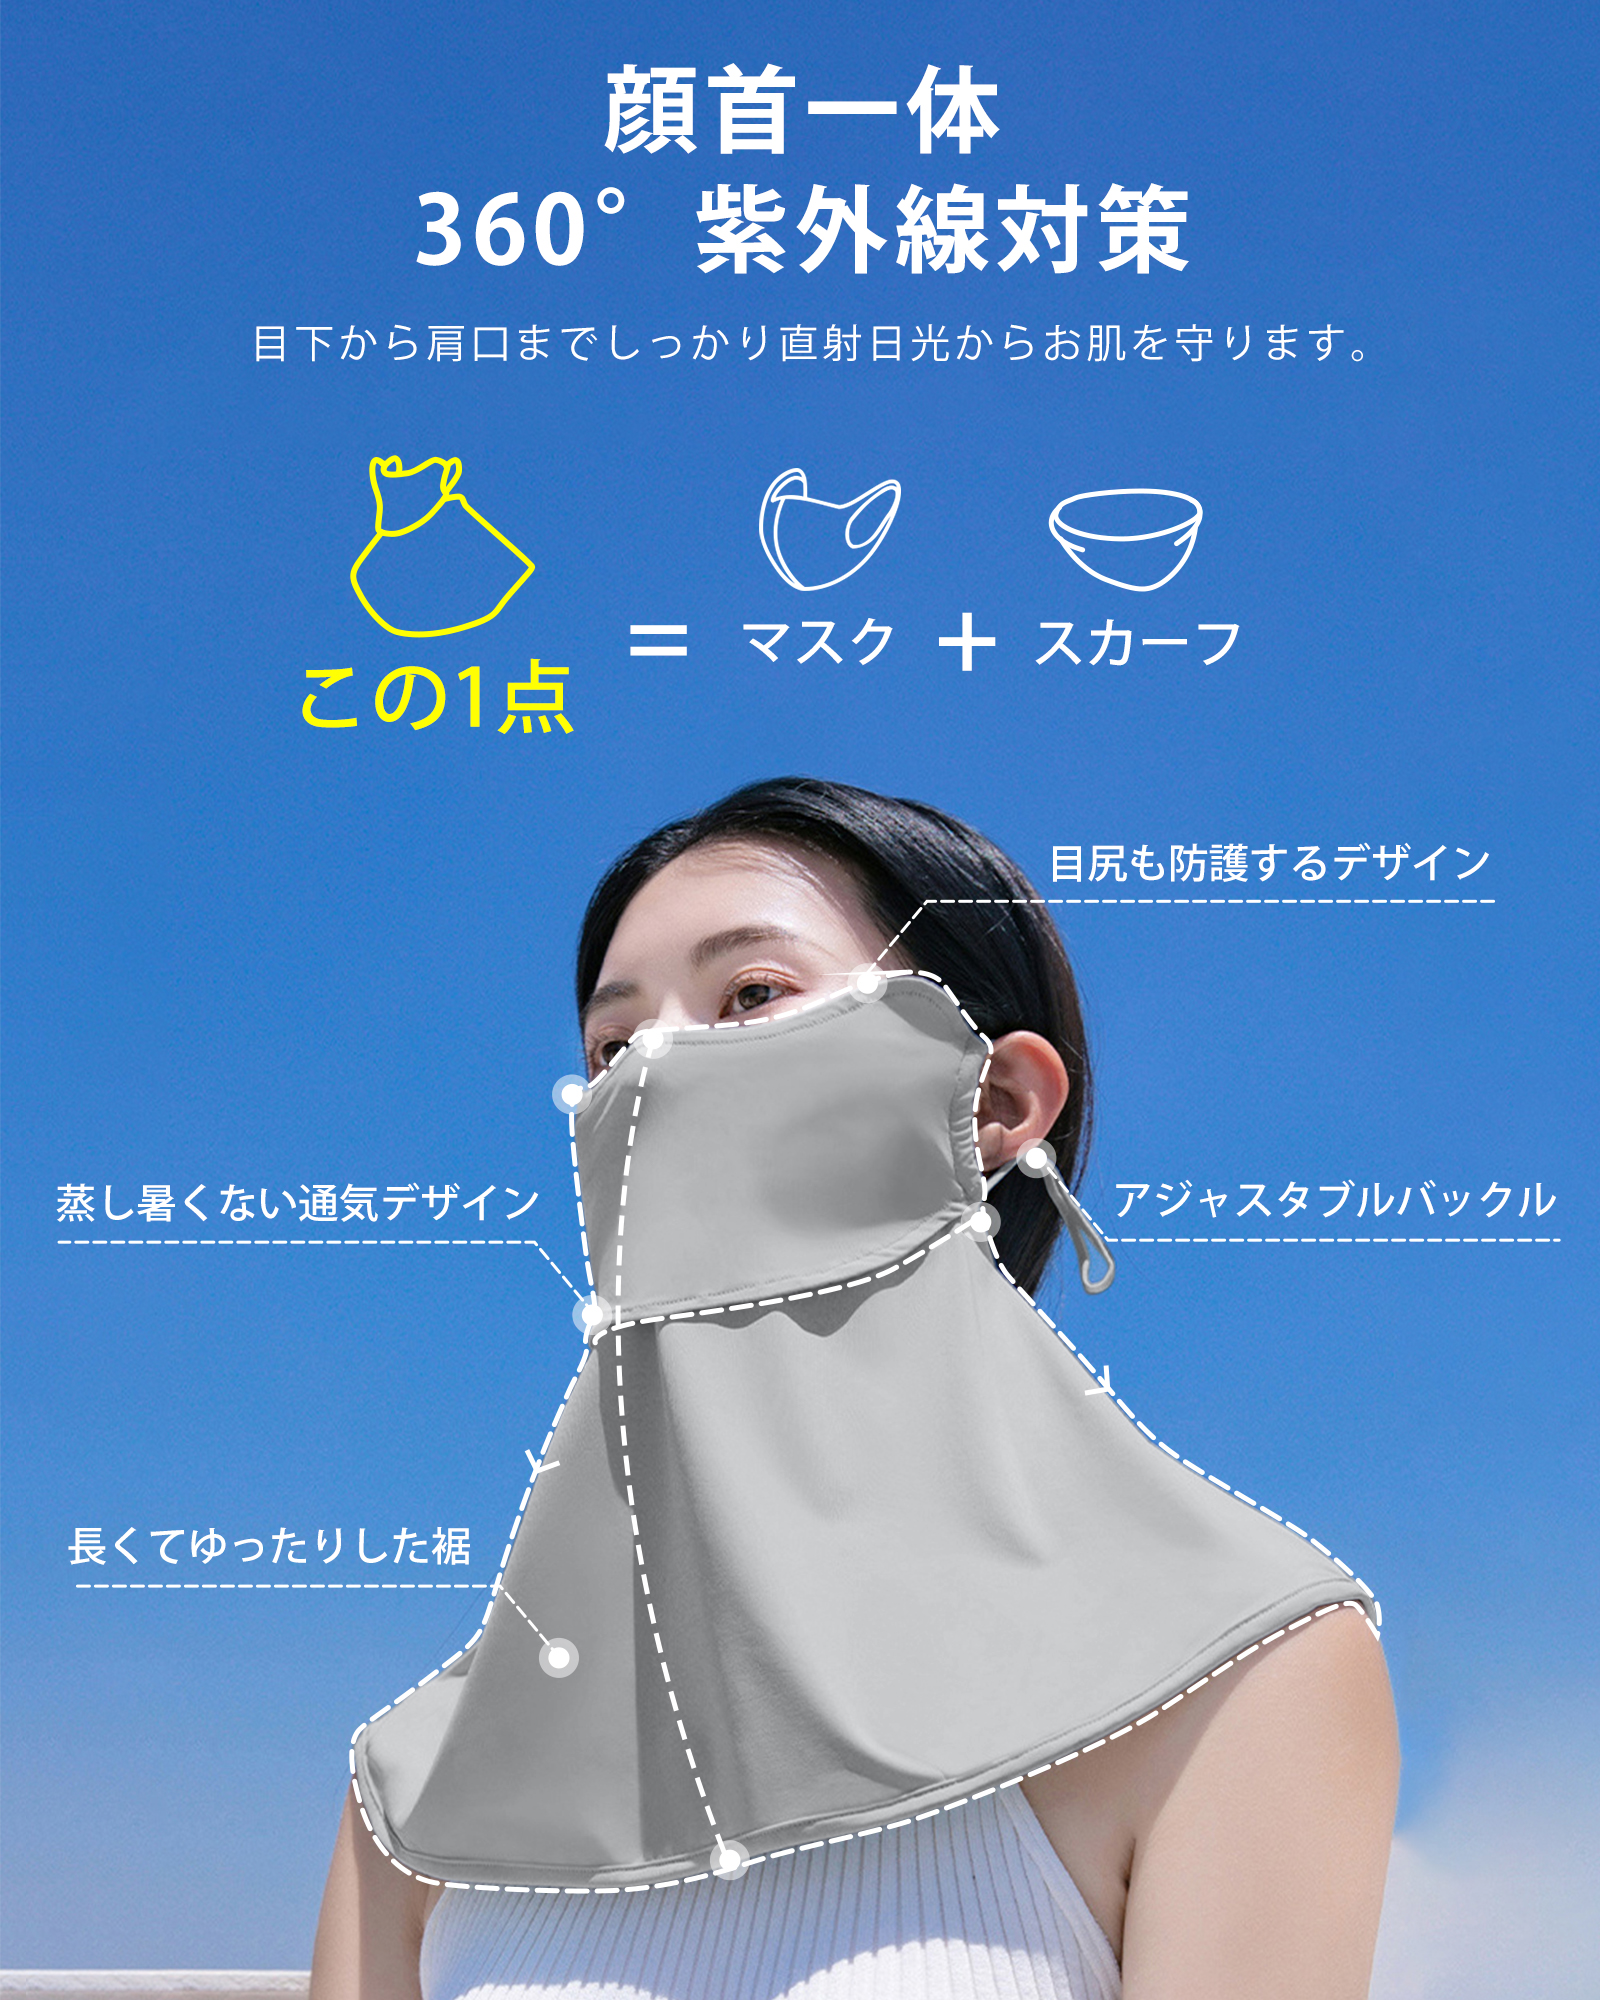 顔首一体
360°紫外線対策
目下から肩口までしっかり直射日光からお肌を守ります。
この1点 = マスク + スカーフ
目尻も防護するデザイン
蒸し暑くない通気デザイン
アジャスタブルバックル
長くてゆったりした裾